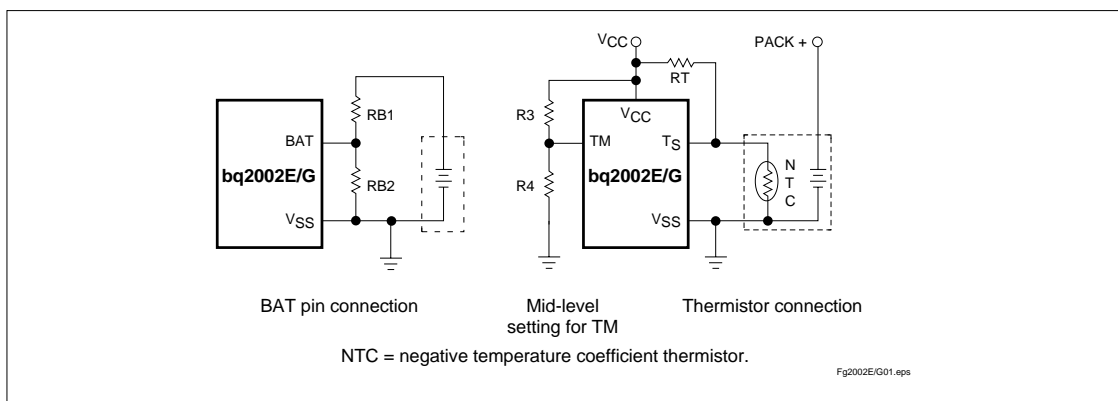 VCC
PACK +
RT
RB1
R3
VCC
BAT
TM
TS
bq2002E/G
bq2002E/G
N
T
C
RB2
R4
VSS
VSS
BAT pin connection
Mid-level
setting for TM
Thermistor connection
NTC = negative temperature coefficient thermistor.
Fg2002E/G01.eps